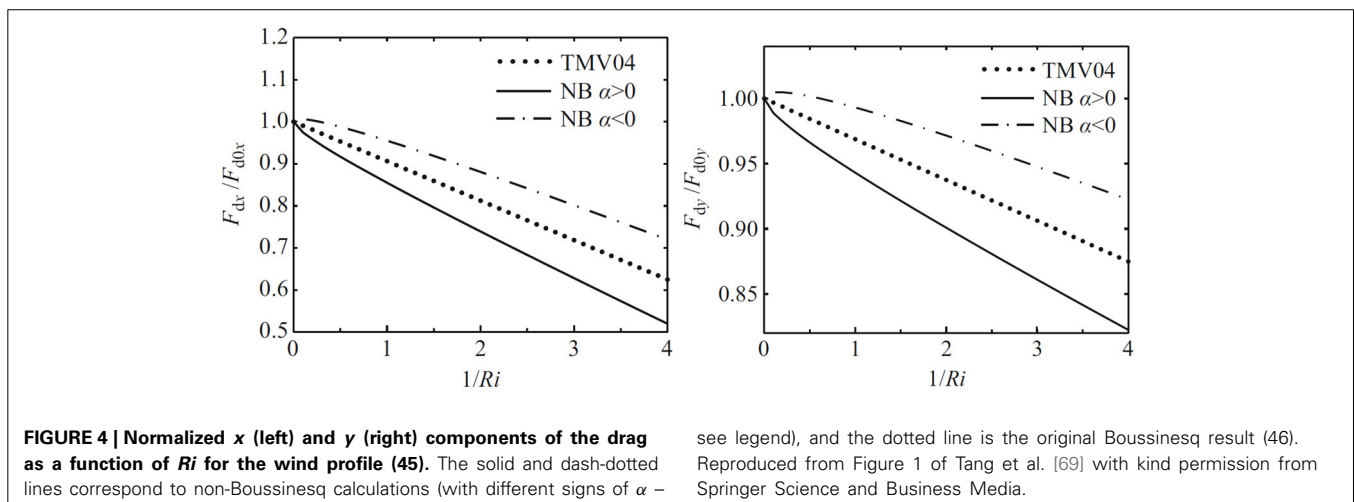 1.2
1.1
1.0
0.9
0.8
0.7
0.6
0.5
F_dx /F_d0x
TMV04
NB α>0
NB α<0
0 1 2 3 4
1/Ri
1.00
0.95
0.90
0.85
F_dy /F_d0y
TMV04
NB α>0
NB α<0
0 1 2 3 4
1/Ri
FIGURE 4 | Normalized x (left) and y (right) components of the drag
as a function of Ri for the wind profile (45). The solid and dash-dotted
lines correspond to non-Boussinesq calculations (with different signs of α –
see legend), and the dotted line is the original Boussinesq result (46).
Reproduced from Figure 1 of Tang et al. [69] with kind permission from
Springer Science and Business Media.